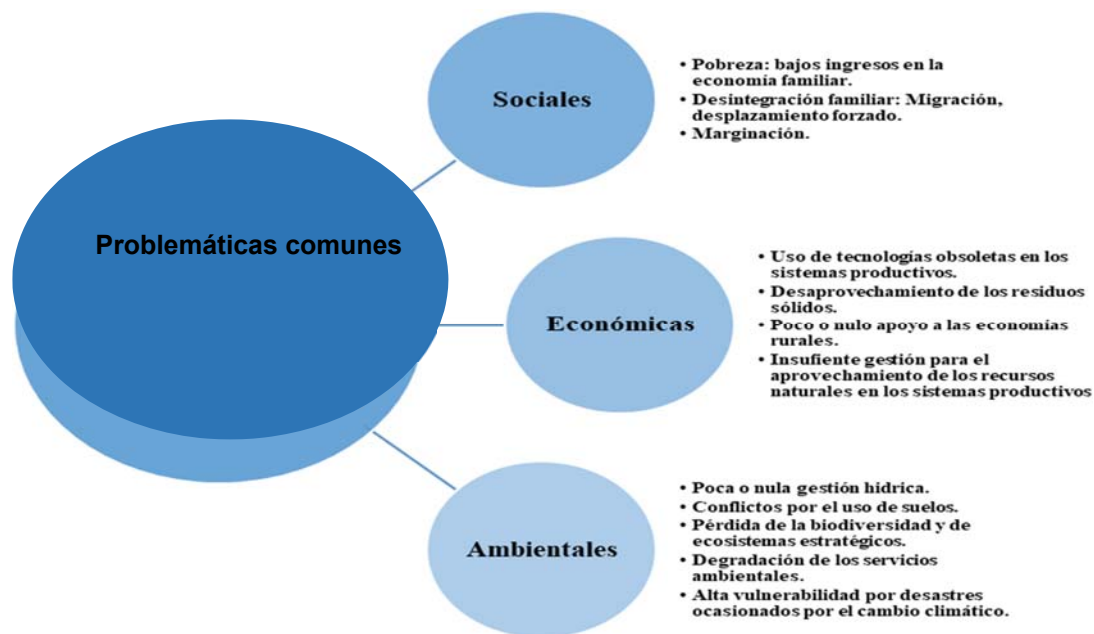 Problemáticas comunes
Sociales
• Pobreza: bajos ingresos en la
economía familiar.
• Desintegración familiar: Migración,
desplazamiento forzado.
• Marginación.
Económicas
• Uso de tecnologías obsoletas en los
sistemas productivos.
• Desaprovechamiento de los residuos
sólidos.
• Poco o nulo apoyo a las economías
rurales.
• Insufiente gestión para el
aprovechamiento de los recursos
naturales en los sistemas productivos
Ambientales
• Poca o nula gestión hídrica.
• Conflictos por el uso de suelos.
• Pérdida de la biodiversidad y de
ecosistemas estratégicos.
• Degradación de los servicios
ambientales.
• Alta vulnerabilidad por desastres
ocasionados por el cambio climático.